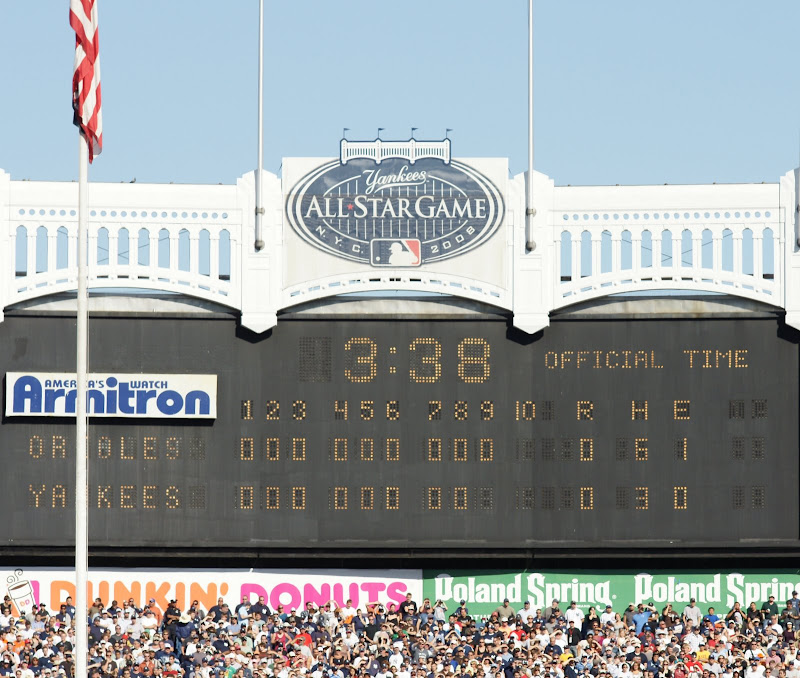 Yankees
ALL★STAR GAME
N.Y.C. 2008
3:38 OFFICIAL TIME
AMERICA'S WATCH
Armitron
1 2 3 4 5 6 7 8 9 10 R H E
ORIOLES 0 0 0 0 0 0 0 0 0 0 6 1
YANKEES 0 0 0 0 0 0 0 0 0 3 0
DUNKIN' DONUTS Poland Spring® Poland Sprin